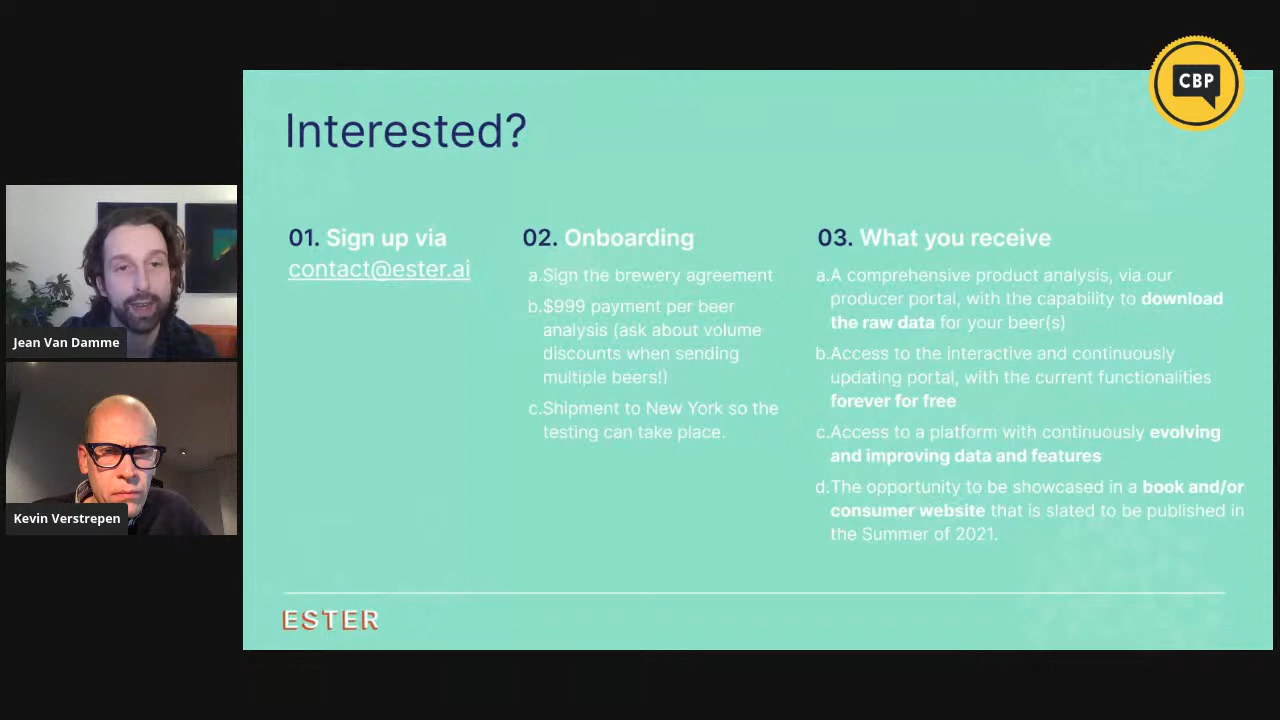 CBP
Interested?
01. Sign up via
contact@ester.ai
02. Onboarding
a.Sign the brewery agreement
b.$999 payment per beer
analysis (ask about volume
discounts when sending
multiple beers!)
c.Shipment to New York so the
testing can take place.
03. What you receive
a.A comprehensive product analysis, via our
producer portal, with the capability to download
the raw data for your beer(s)
b.Access to the interactive and continuously
updating portal, with the current functionalities
forever for free
c.Access to a platform with continuously evolving
and improving data and features
d.The opportunity to be showcased in a book and/or
consumer website that is slated to be published in
the Summer of 2021.
ESTER
Jean Van Damme
Kevin Verstrepen